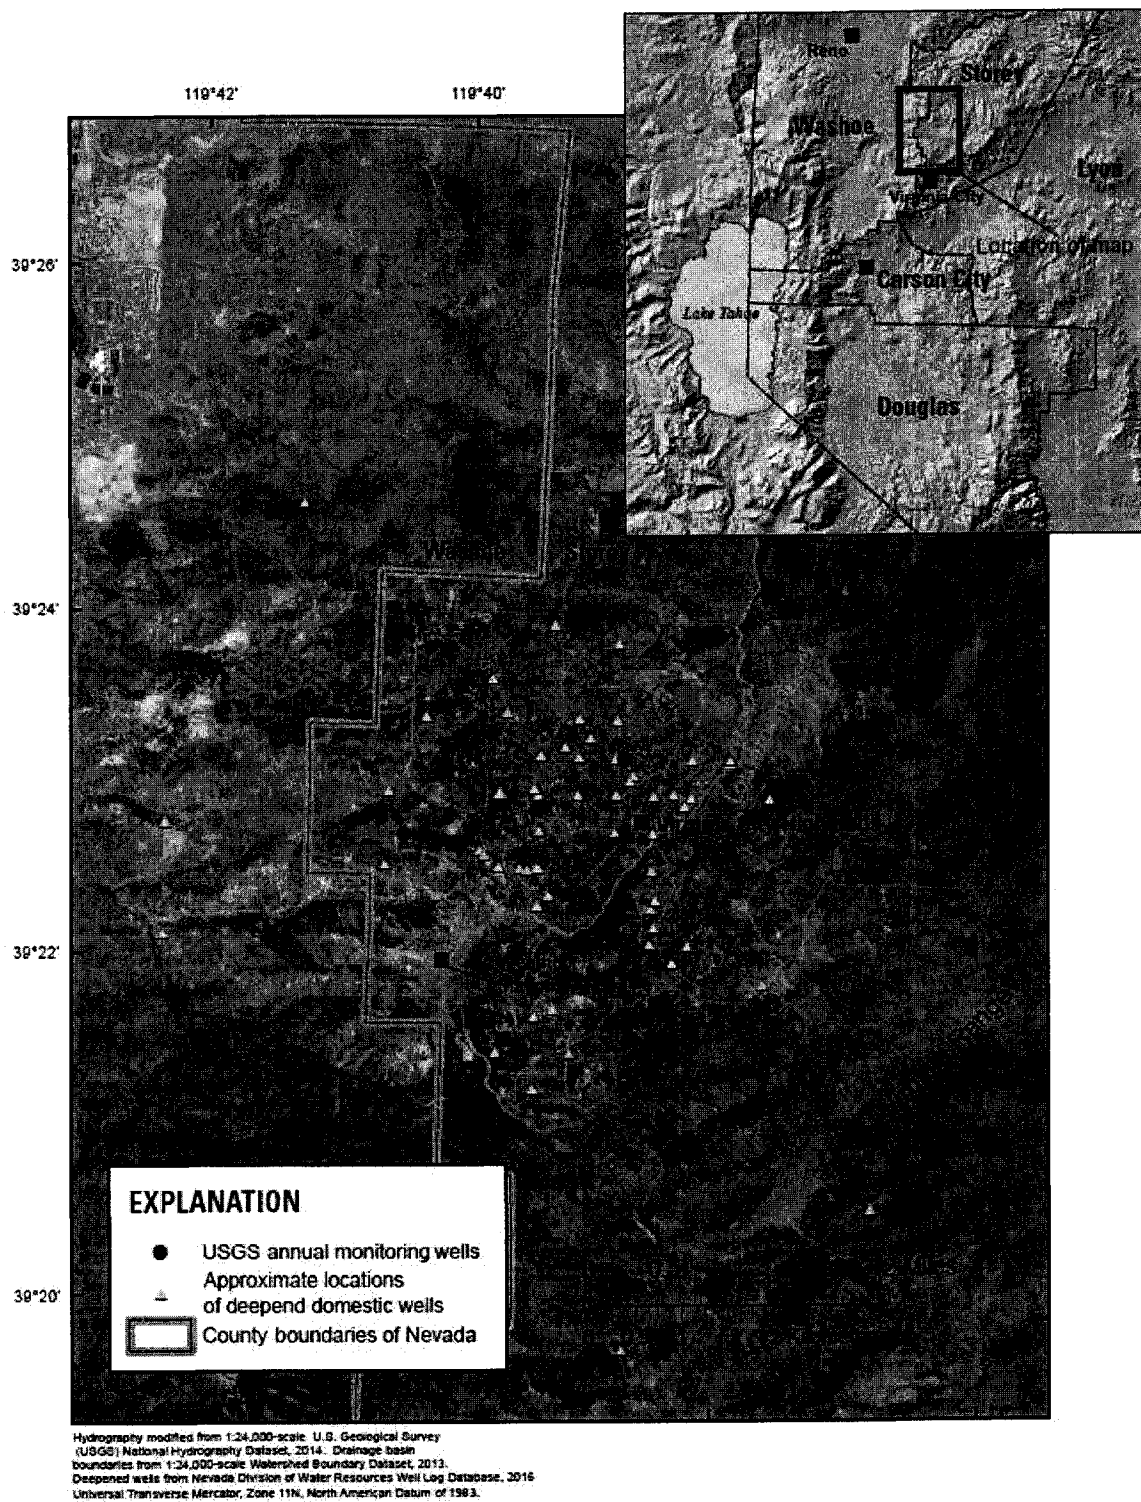 119°42'
119°40'
39°26'
39°24'
39°22'
39°20'
Reno
Storey
Washoe
Lyon
Virginia City
Location of map
Carson City
Lake Tahoe
Douglas
Washoe
Storey
EXPLANATION
USGS annual monitoring wells
Approximate locations
of deepend domestic wells
County boundaries of Nevada
Hydrography modified from 1:24,000-scale U.S. Geological Survey
(USGS) National Hydrography Dataset, 2014. Drainage basin
boundaries from 1:24,000-scale Watershed Boundary Dataset, 2013.
Deepened wells from Nevada Division of Water Resources Well Log Database, 2016
Universal Transverse Mercator, Zone 11N, North American Datum of 1983.